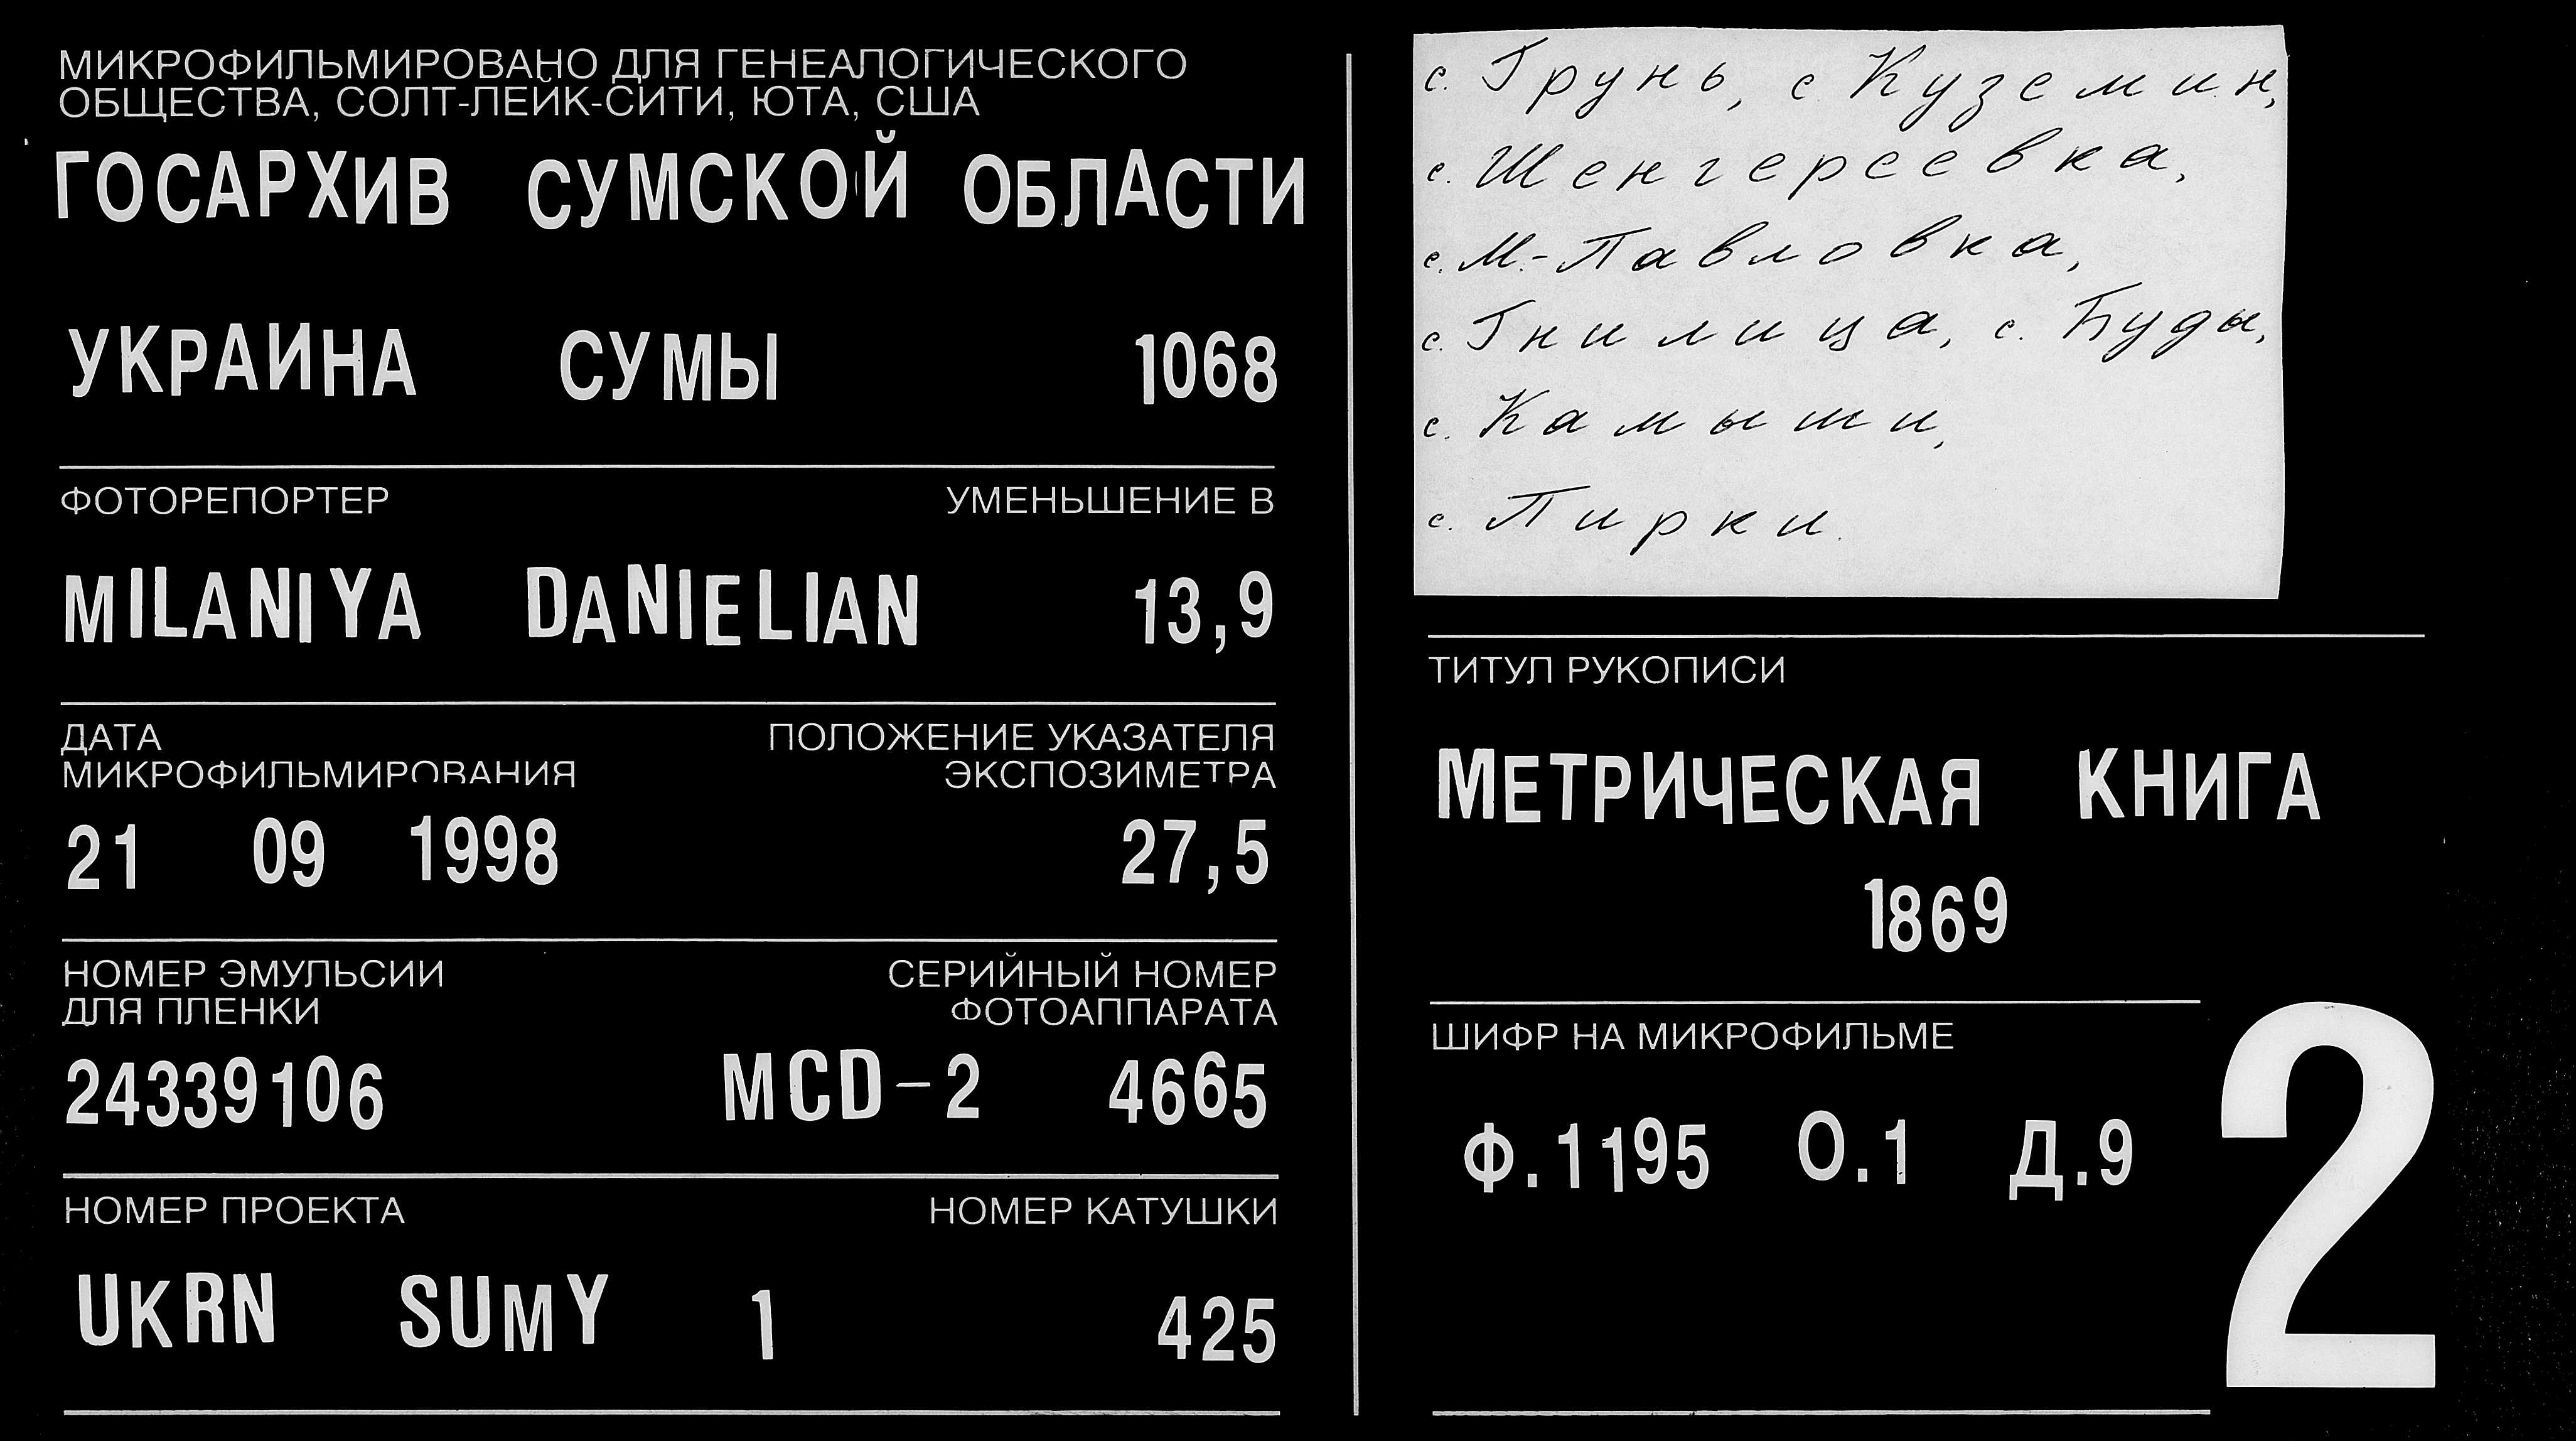 МИКРОФИЛЬМИРОВАНО ДЛЯ ГЕНЕАЛОГИЧЕСКОГО
ОБЩЕСТВА, СОЛТ-ЛЕЙК-СИТИ, ЮТА, США
ГОСАРХИВ СУМСКОЙ ОБЛАСТИ
УКРАИНА СУМЫ 1068
ФОТОРЕПОРТЕР УМЕНЬШЕНИЕ В
MILANIYA DANIELIAN 13,9
ДАТА ПОЛОЖЕНИЕ УКАЗАТЕЛЯ
МИКРОФИЛЬМИРОВАНИЯ ЭКСПОЗИМЕТРА
21 09 1998 27,5
НОМЕР ЭМУЛЬСИИ СЕРИЙНЫЙ НОМЕР
ДЛЯ ПЛЕНКИ ФОТОАППАРАТА
24339106 MCD-2 4665
НОМЕР ПРОЕКТА НОМЕР КАТУШКИ
UKRN SUMY 1 425
с. Грунь, с Куземин,
с. Шенгереевка,
с. М.-Павловка,
с. Гнилица, с. Буды,
с. Камыши,
с. Пирки.
ТИТУЛ РУКОПИСИ
МЕТРИЧЕСКАЯ КНИГА
1869
ШИФР НА МИКРОФИЛЬМЕ
Ф.1195 О.1 Д.9
2